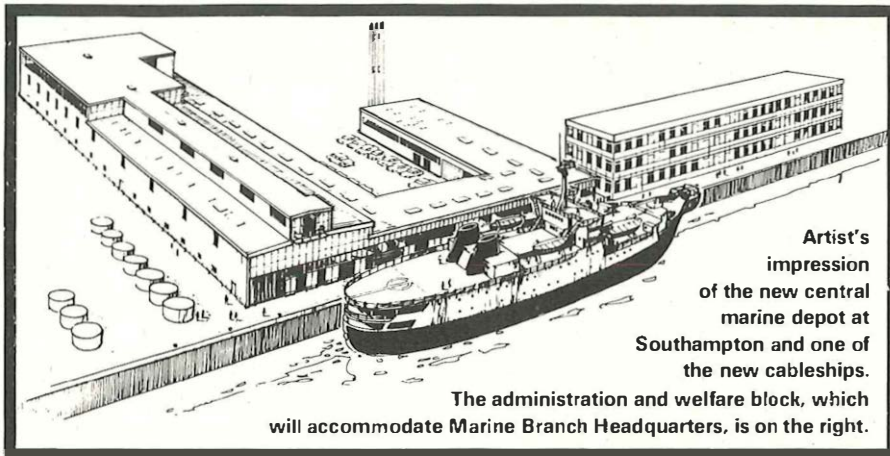 Artist's
impression
of the new central
marine depot at
Southampton and one of
the new cableships.
The administration and welfare block, which
will accommodate Marine Branch Headquarters, is on the right.